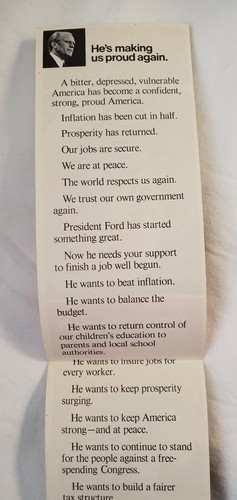 He's making
us proud again.
A bitter, depressed, vulnerable
America has become a confident,
strong, proud America.
Inflation has been cut in half.
Prosperity has returned.
Our jobs are secure.
We are at peace.
The world respects us again.
We trust our own government
again.
President Ford has started
something great.
Now he needs your support
to finish a job well begun.
He wants to beat inflation.
He wants to balance the
budget.
He wants to return control of
our children's education to
parents and local school
authorities.
He wants to insure jobs for
every worker.
He wants to keep prosperity
surging.
He wants to keep America
strong—and at peace.
He wants to continue to stand
for the people against a free-
spending Congress.
He wants to build a fairer
tax structure